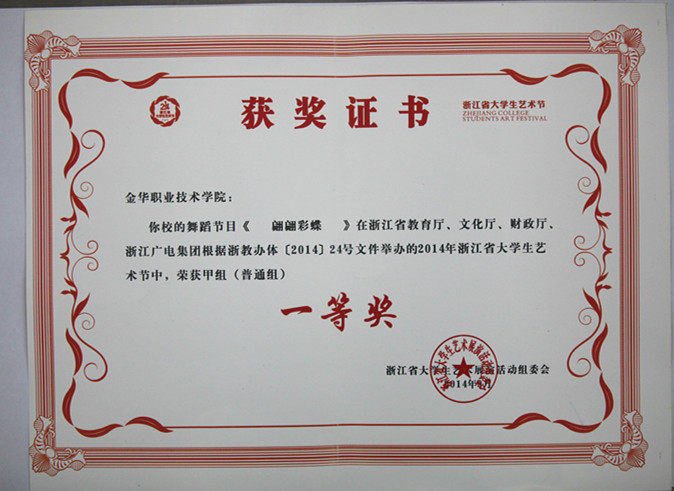 获奖证书
浙江省大学生艺术节
ZHEJIANG COLLEGE
STUDENTS ART FESTIVAL
金华职业技术学院：
你校的舞蹈节目《 翩翩彩蝶 》在浙江省教育厅、文化厅、财政厅、
浙江广电集团根据浙教办体〔2014〕24号文件举办的2014年浙江省大学生艺
术节中，荣获甲组（普通组）
一等奖
浙江省大学生艺术展演活动组委会
2014年 月